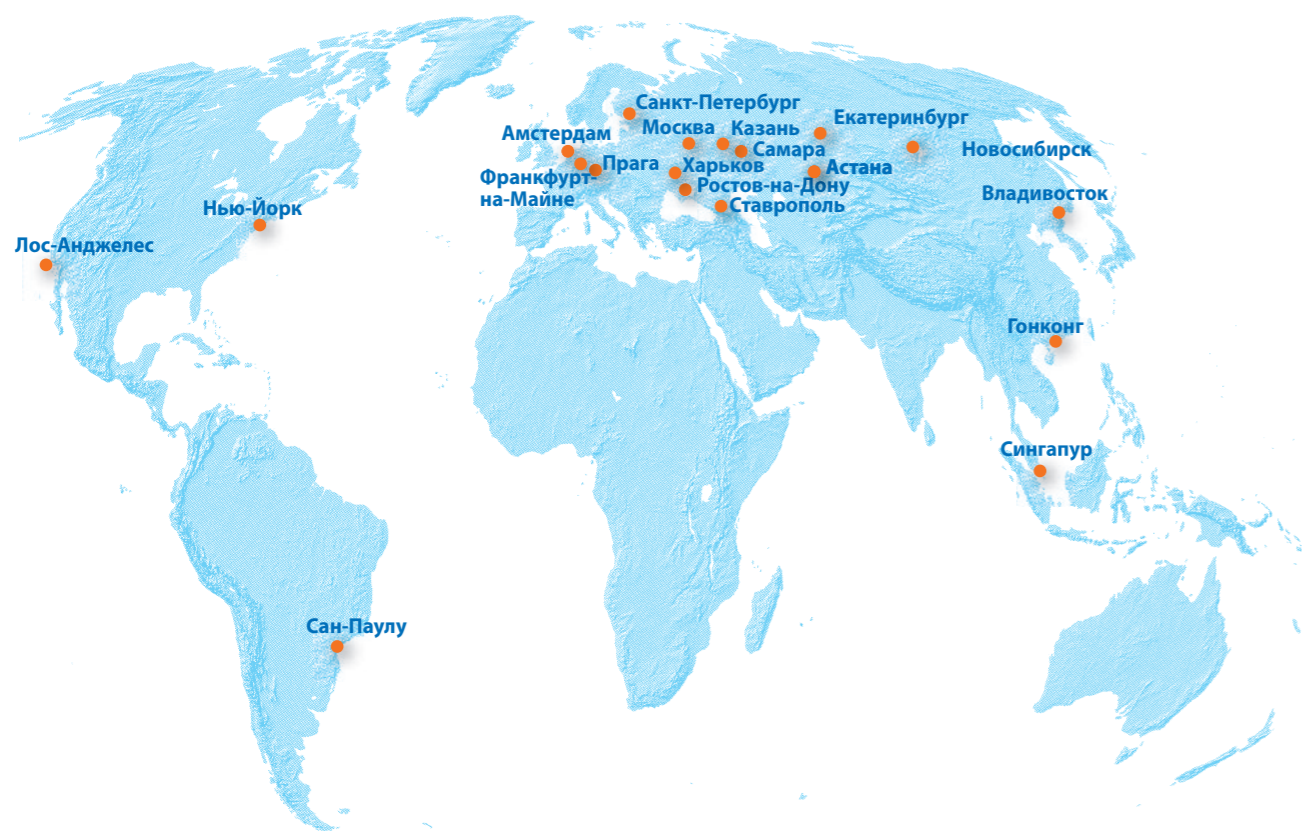 Санкт-Петербург
Екатеринбург
Москва
Казань
Амстердам
Новосибирск
Самара
Прага
Харьков
Астана
Франкфурт-
на-Майне
Ростов-на-Дону
Владивосток
Ставрополь
Нью-Йорк
Лос-Анджелес
Гонконг
Сингапур
Сан-Паулу